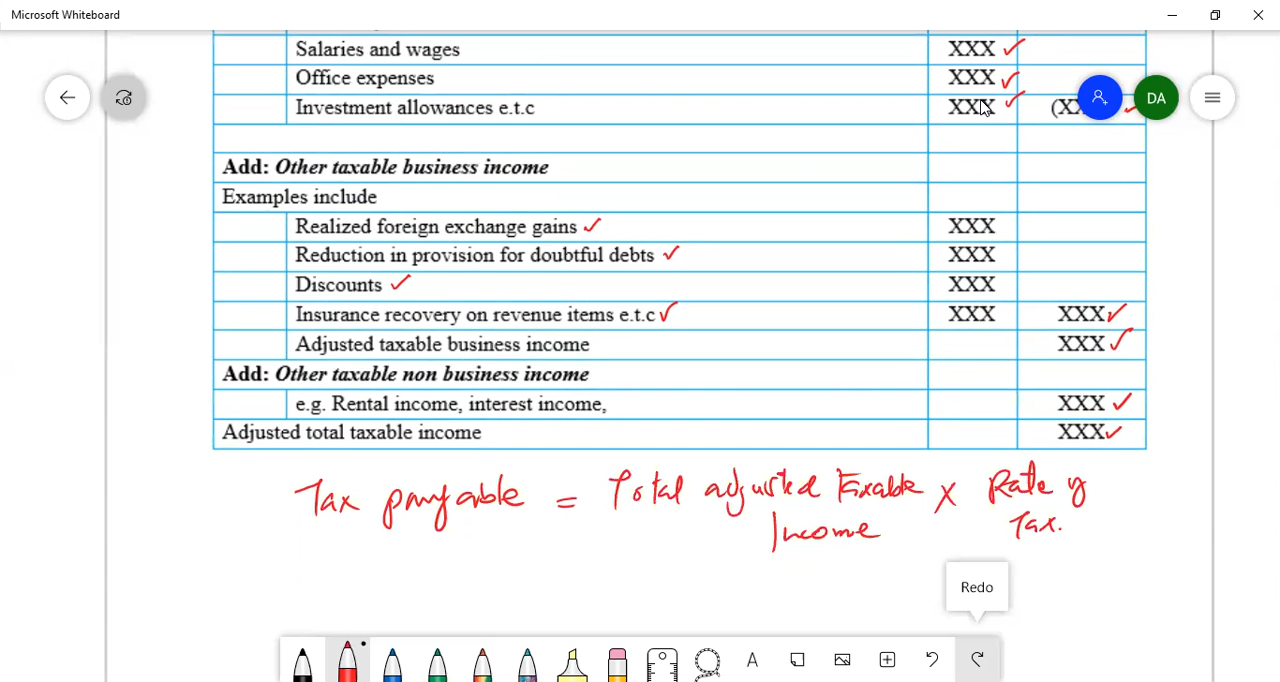 Microsoft Whiteboard
Salaries and wages XXX
Office expenses XXX
Investment allowances e.t.c XXX
DA
Add: Other taxable business income
Examples include
Realized foreign exchange gains XXX
Reduction in provision for doubtful debts XXX
Discounts XXX
Insurance recovery on revenue items e.t.c XXX XXX
Adjusted taxable business income XXX
Add: Other taxable non business income
e.g. Rental income, interest income, XXX
Adjusted total taxable income XXX
Tax payable = Total adjusted Taxable X Rate of
Income Tax.
Redo
A